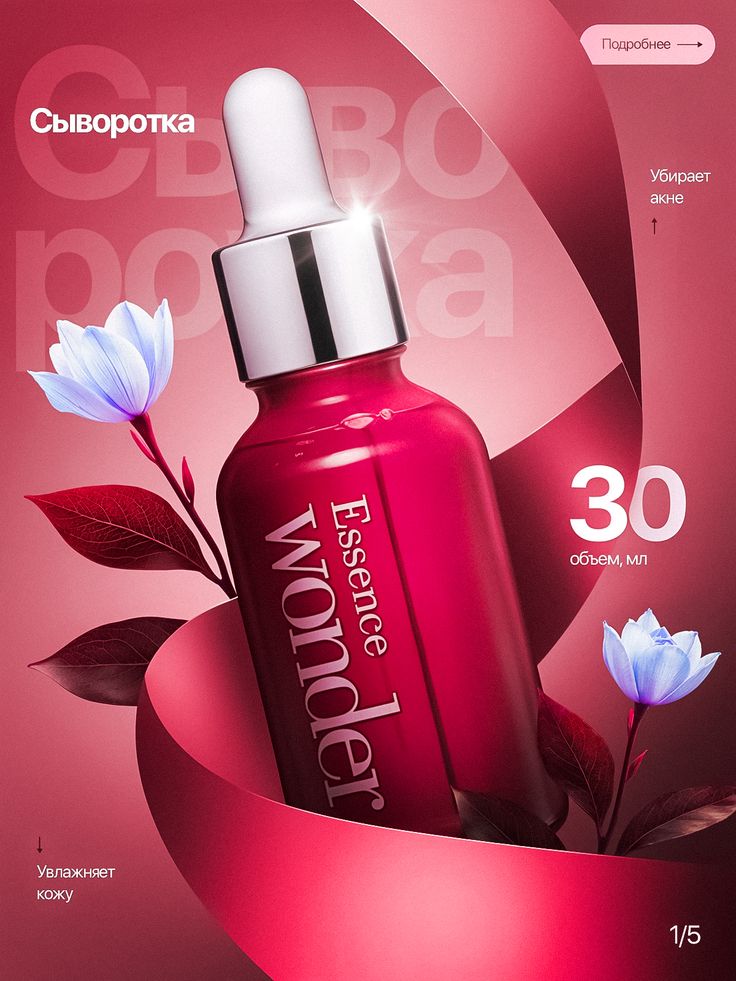 Подробнее
Сыворотка
Сыво
ротка
Убирает
акне
30
объем, мл
Essence
wonder
Увлажняет
кожу
1/5